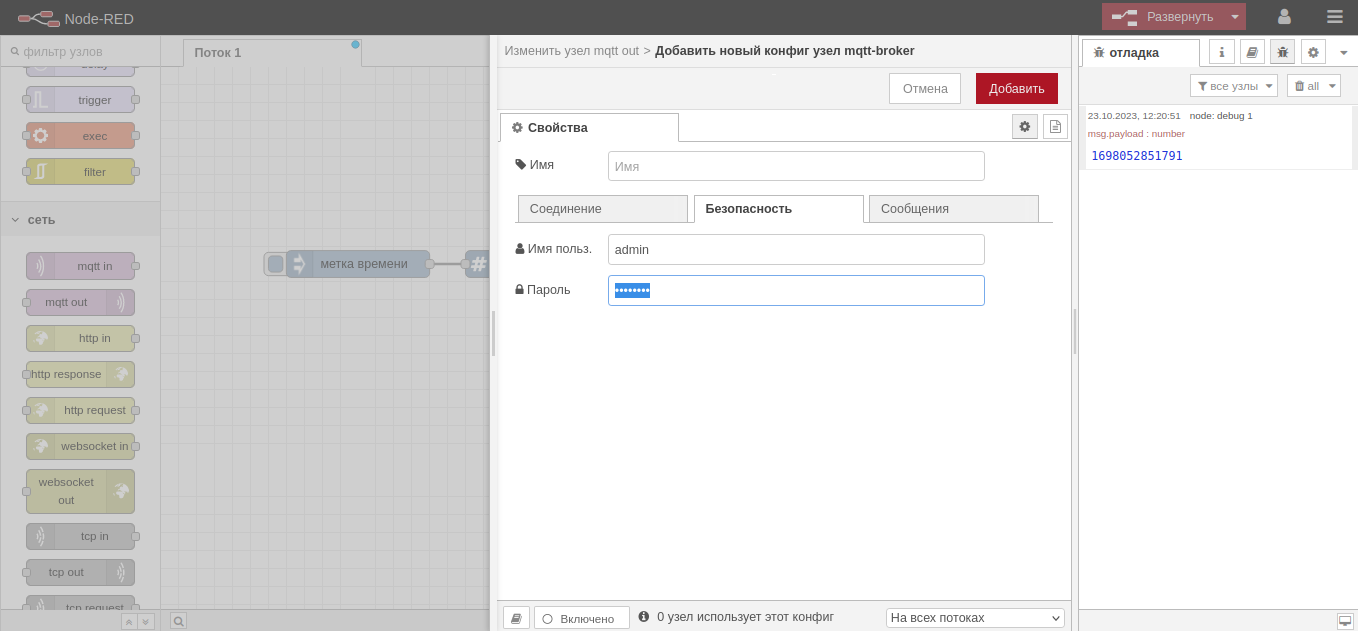 Node-RED
Развернуть
фильтр узлов
delay
trigger
exec
filter
сеть
mqtt in
mqtt out
http in
http response
http request
websocket in
websocket
out
tcp in
tcp out
tcp request
Поток 1
метка времени
Изменить узел mqtt out > Добавить новый конфиг узел mqtt-broker
Отмена
Добавить
Свойства
Имя
Имя
Соединение
Безопасность
Сообщения
Имя польз.
admin
Пароль
••••••••
Включено
0 узел использует этот конфиг
На всех потоках
отладка
все узлы
all
23.10.2023, 12:20:51 node: debug 1
msg.payload : number
1698052851791